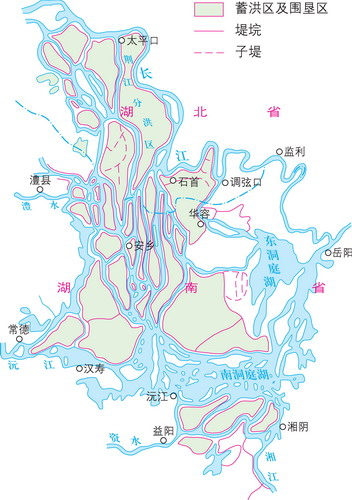 蓄洪区及围垦区
堤垸
子堤
太平口
荆江分洪区
长江
湖北省
监利
石首
调弦口
澧县
澧水
华容
东洞庭湖
岳阳
安乡
湖南省
常德
沅江
汉寿
南洞庭湖
沅江
资水
益阳
湘阴
湘江